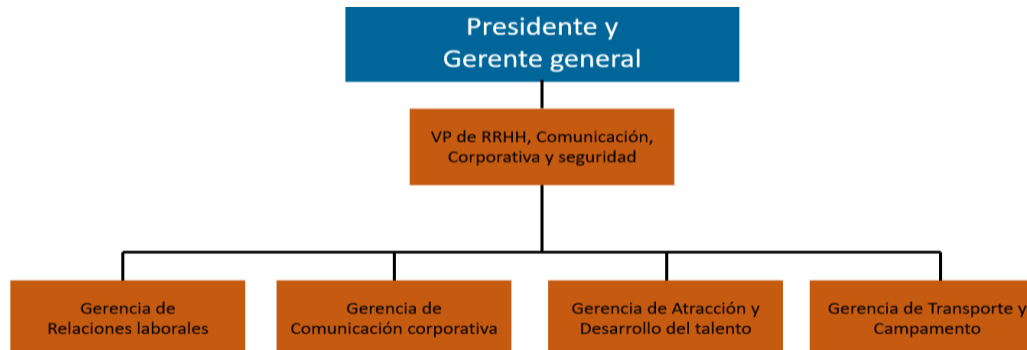 Presidente y
Gerente general
VP de RRHH, Comunicación,
Corporativa y seguridad
Gerencia de
Relaciones laborales
Gerencia de
Comunicación corporativa
Gerencia de Atracción y
Desarrollo del talento
Gerencia de Transporte y
Campamento